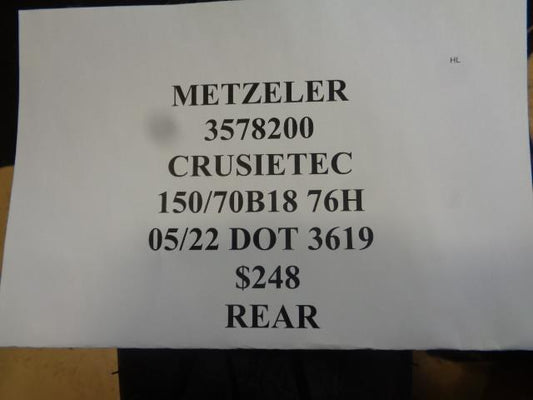 HL
METZELER
3578200
CRUSIETEC
150/70B18 76H
05/22 DOT 3619
$248
REAR